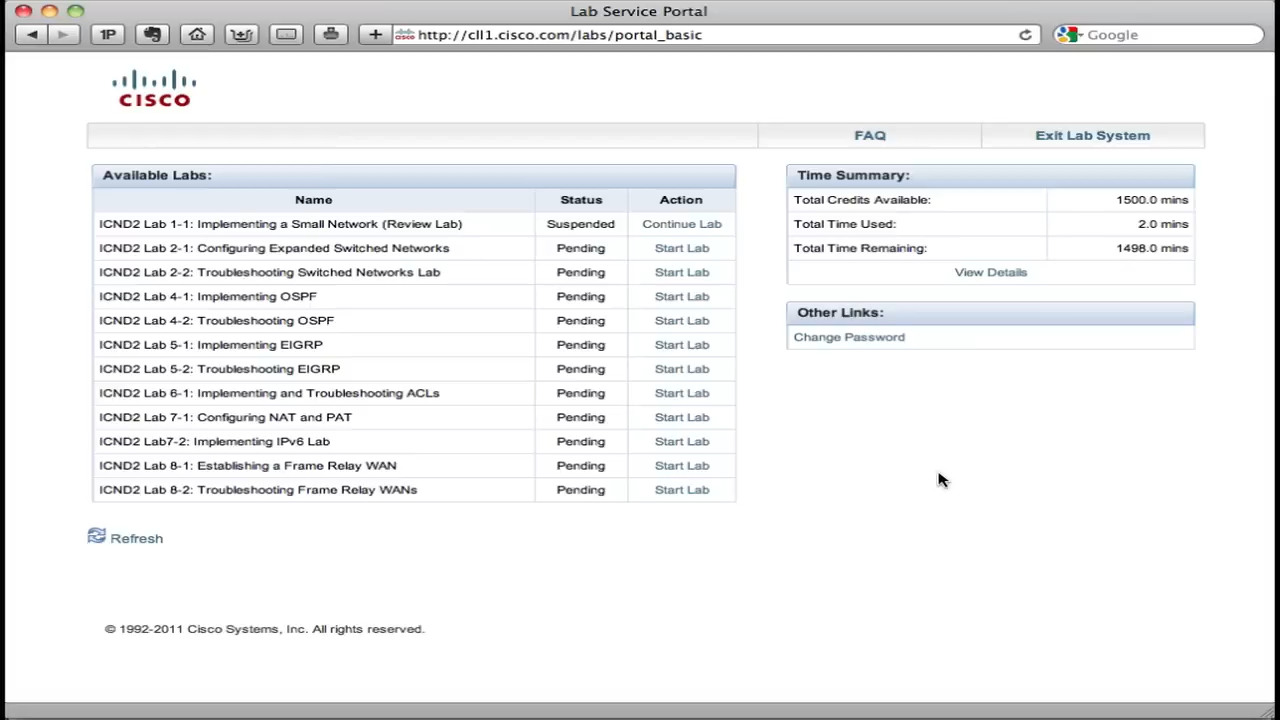 Lab Service Portal
1P
http://cll1.cisco.com/labs/portal_basic
Google
CISCO
FAQ Exit Lab System
Available Labs:
Name Status Action
ICND2 Lab 1-1: Implementing a Small Network (Review Lab) Suspended Continue Lab
ICND2 Lab 2-1: Configuring Expanded Switched Networks Pending Start Lab
ICND2 Lab 2-2: Troubleshooting Switched Networks Lab Pending Start Lab
ICND2 Lab 4-1: Implementing OSPF Pending Start Lab
ICND2 Lab 4-2: Troubleshooting OSPF Pending Start Lab
ICND2 Lab 5-1: Implementing EIGRP Pending Start Lab
ICND2 Lab 5-2: Troubleshooting EIGRP Pending Start Lab
ICND2 Lab 6-1: Implementing and Troubleshooting ACLs Pending Start Lab
ICND2 Lab 7-1: Configuring NAT and PAT Pending Start Lab
ICND2 Lab7-2: Implementing IPv6 Lab Pending Start Lab
ICND2 Lab 8-1: Establishing a Frame Relay WAN Pending Start Lab
ICND2 Lab 8-2: Troubleshooting Frame Relay WANs Pending Start Lab
Refresh
Time Summary:
Total Credits Available: 1500.0 mins
Total Time Used: 2.0 mins
Total Time Remaining: 1498.0 mins
View Details
Other Links:
Change Password
© 1992-2011 Cisco Systems, Inc. All rights reserved.